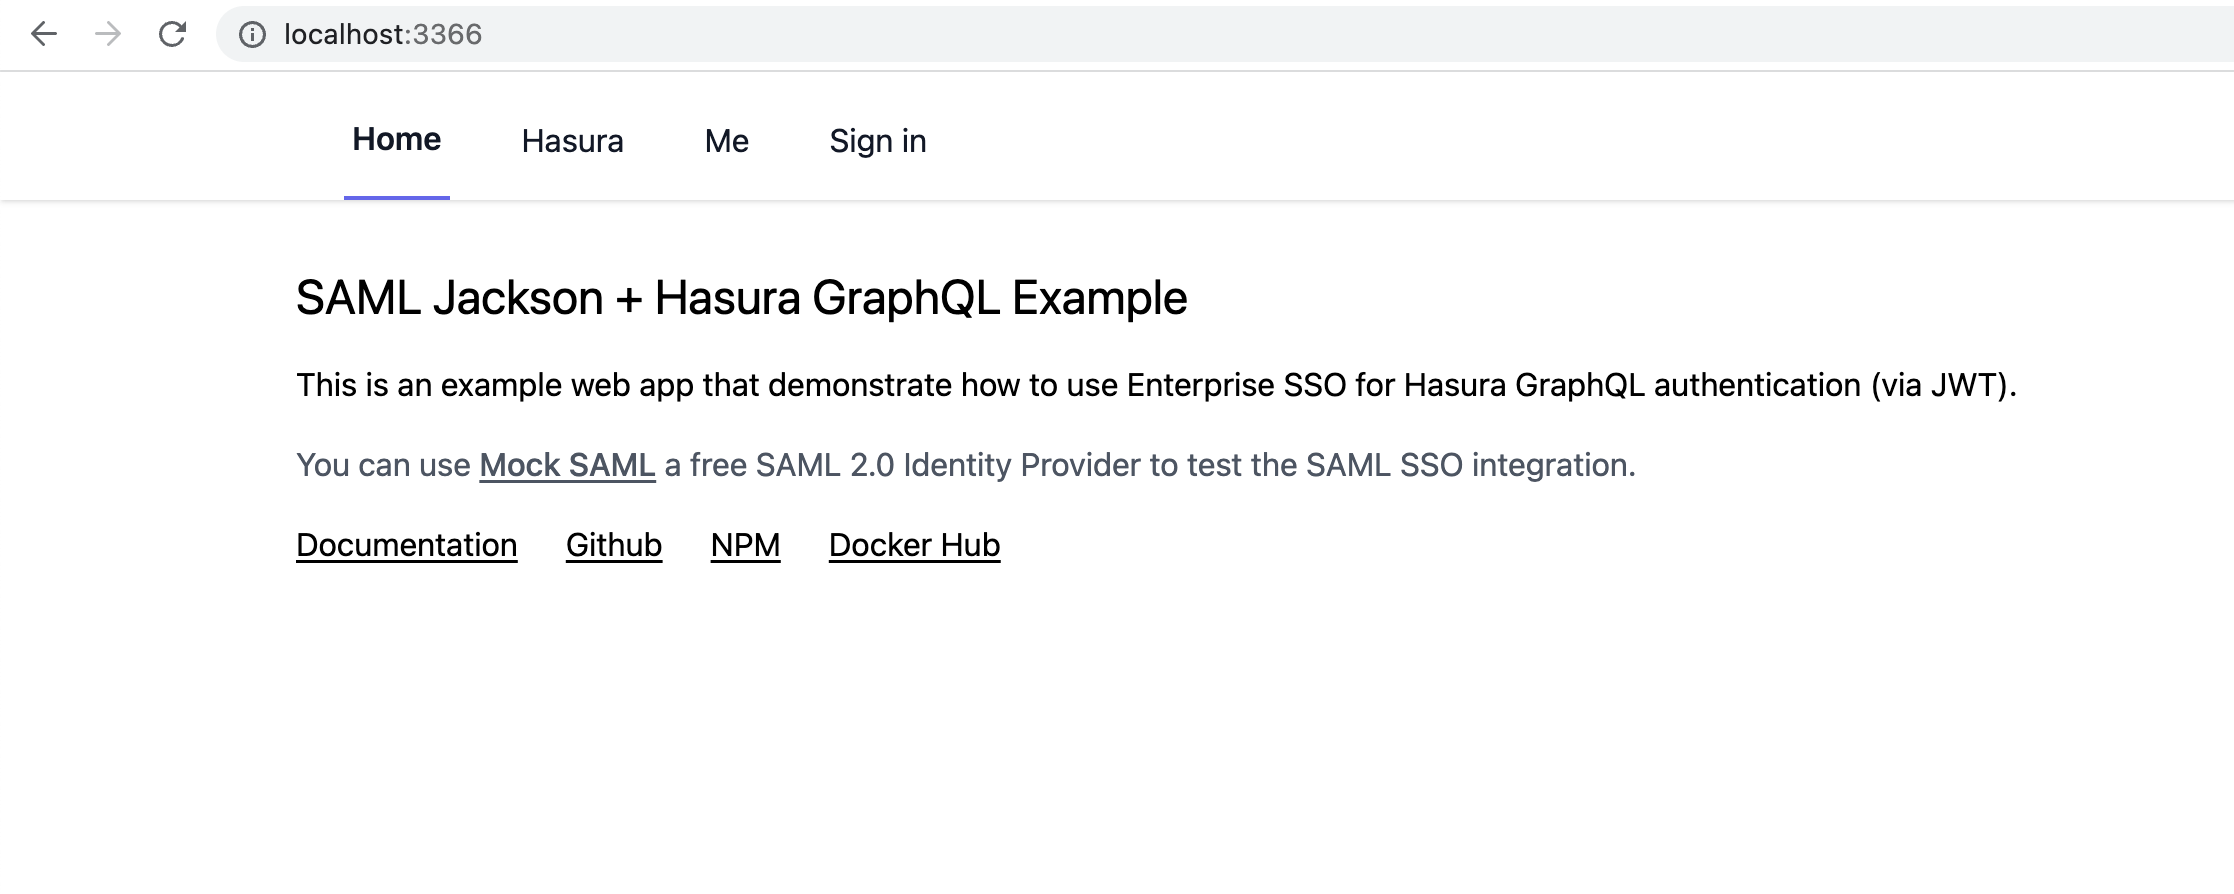 localhost:3366
Home Hasura Me Sign in
SAML Jackson + Hasura GraphQL Example
This is an example web app that demonstrate how to use Enterprise SSO for Hasura GraphQL authentication (via JWT).
You can use Mock SAML a free SAML 2.0 Identity Provider to test the SAML SSO integration.
Documentation Github NPM Docker Hub